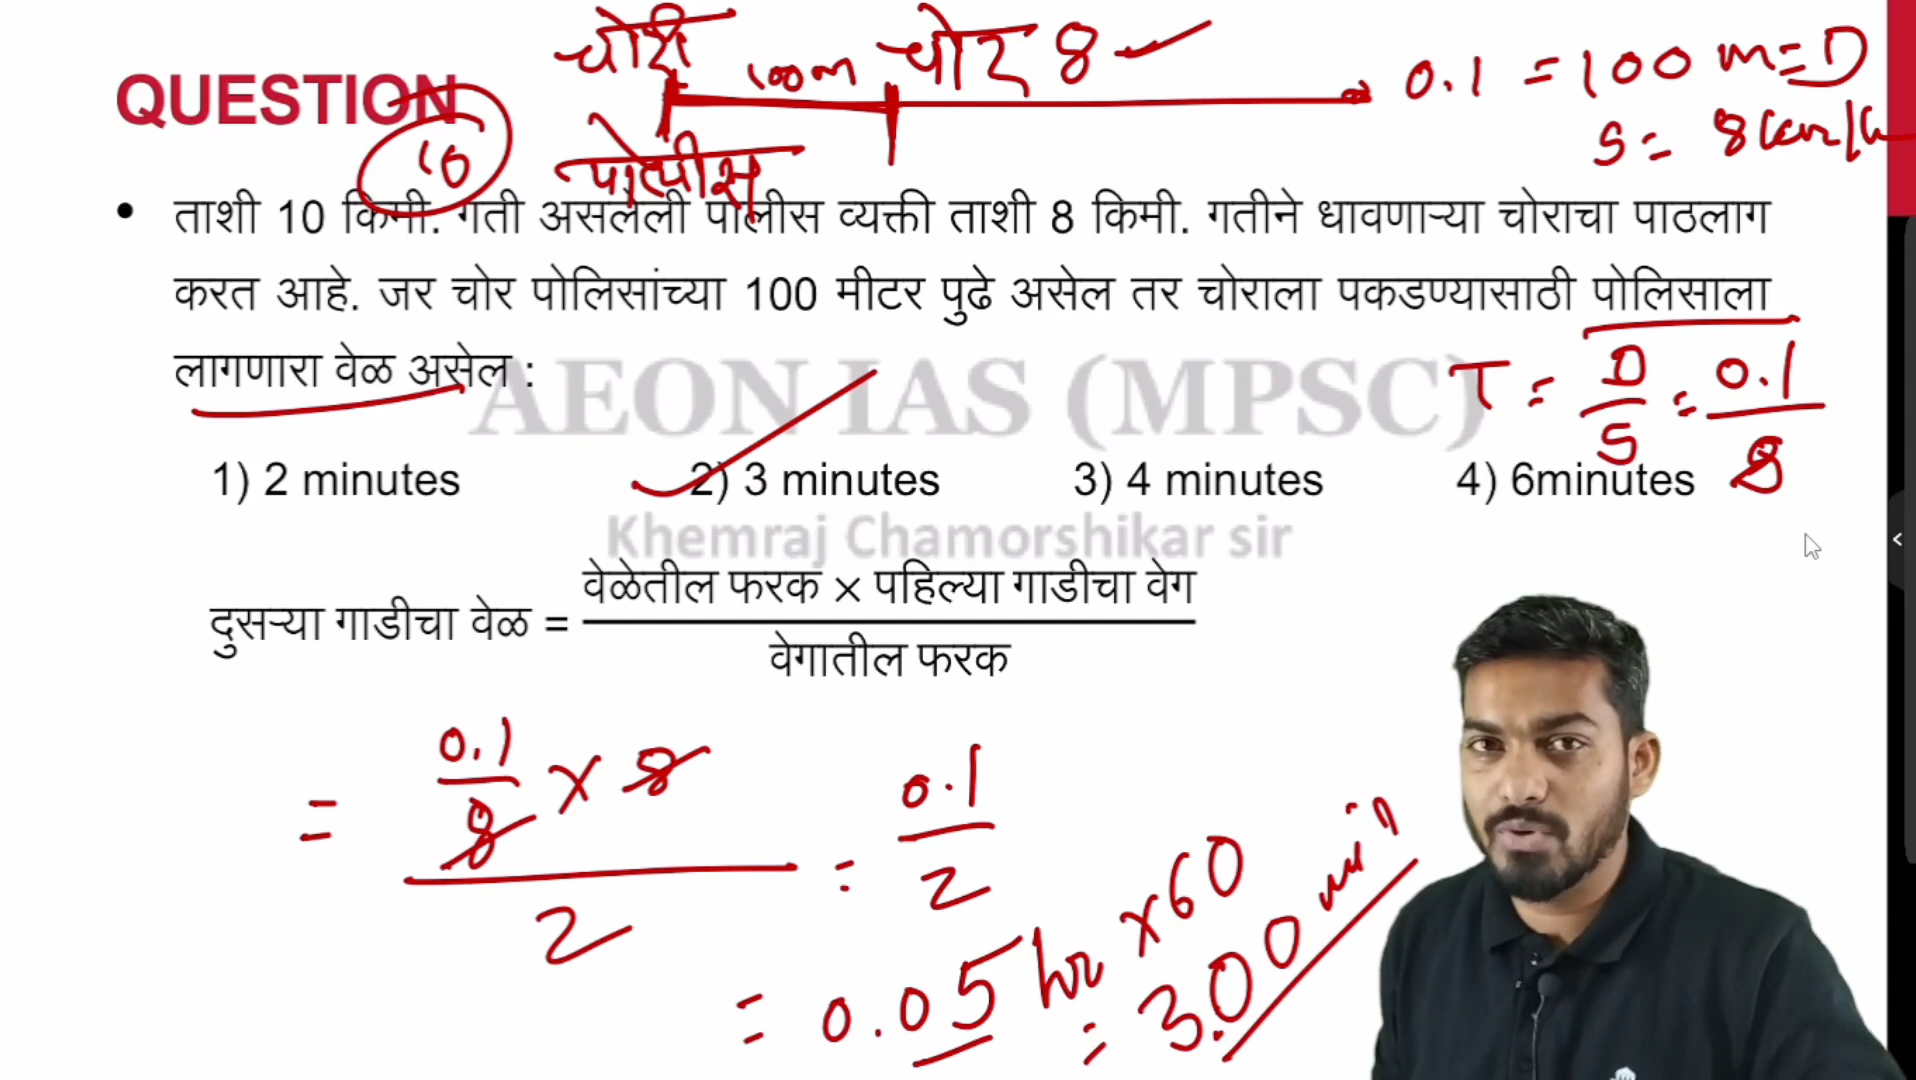 चोरी 100m चोर 8 0.1 = 100 m = D
QUESTION
10 पोलीस S = 8 km/h
• ताशी 10 किमी. गती असलेली पोलीस व्यक्ती ताशी 8 किमी. गतीने धावणाऱ्या चोराचा पाठलाग
करत आहे. जर चोर पोलिसांच्या 100 मीटर पुढे असेल तर चोराला पकडण्यासाठी पोलिसाला
लागणारा वेळ असेल :
T = D/S = 0.1/8
AEON IAS (MPSC)
1) 2 minutes 2) 3 minutes 3) 4 minutes 4) 6minutes
Khemraj Chamorshikar sir
वेळेतील फरक × पहिल्या गाडीचा वेग
दुसऱ्या गाडीचा वेळ =
वेगातील फरक
0.1/8 × 8
= = 0.1/2
2
= 0.05 hr × 60
= 3.00 min